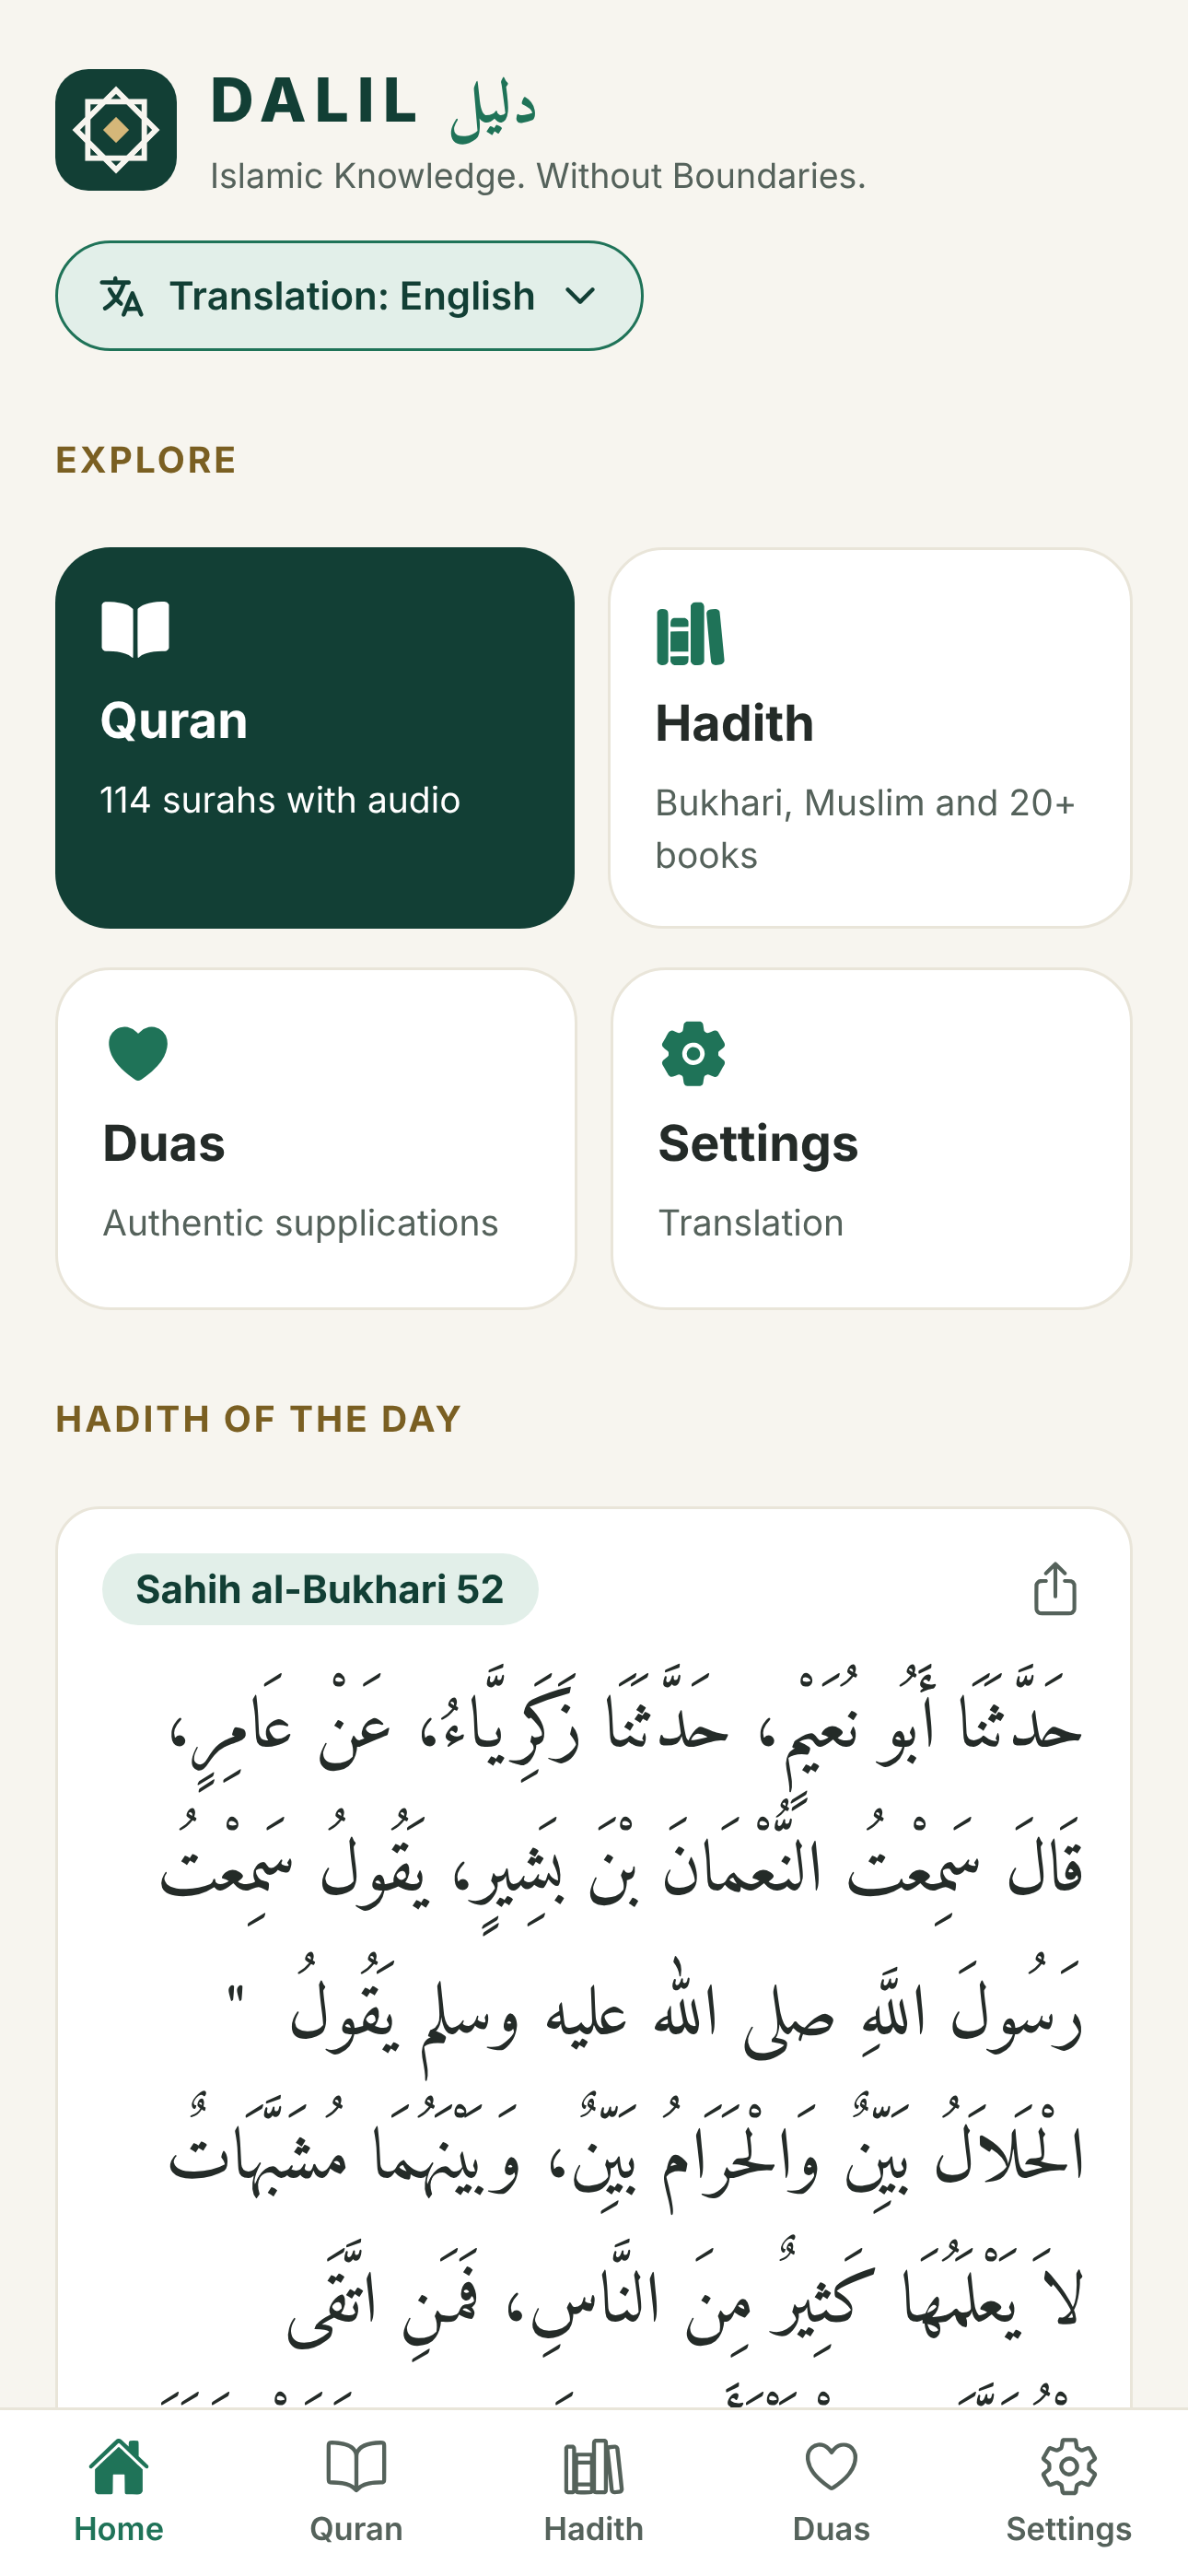 DALIL دليل
Islamic Knowledge. Without Boundaries.
Translation: English
EXPLORE
Quran
114 surahs with audio
Hadith
Bukhari, Muslim and 20+
books
Duas
Authentic supplications
Settings
Translation
HADITH OF THE DAY
Sahih al-Bukhari 52
حَدَّثَنَا أَبُو نُعَيْمٍ، حَدَّثَنَا زَكَرِيَّاءُ، عَنْ عَامِرٍ،
قَالَ سَمِعْتُ النُّعْمَانَ بْنَ بَشِيرٍ، يَقُولُ سَمِعْتُ
رَسُولَ اللَّهِ صلى الله عليه وسلم يَقُولُ "
الْحَلاَلُ بَيِّنٌ وَالْحَرَامُ بَيِّنٌ، وَبَيْنَهُمَا مُشَبَّهَاتٌ
لاَ يَعْلَمُهَا كَثِيرٌ مِنَ النَّاسِ، فَمَنِ اتَّقَى
Home
Quran
Hadith
Duas
Settings